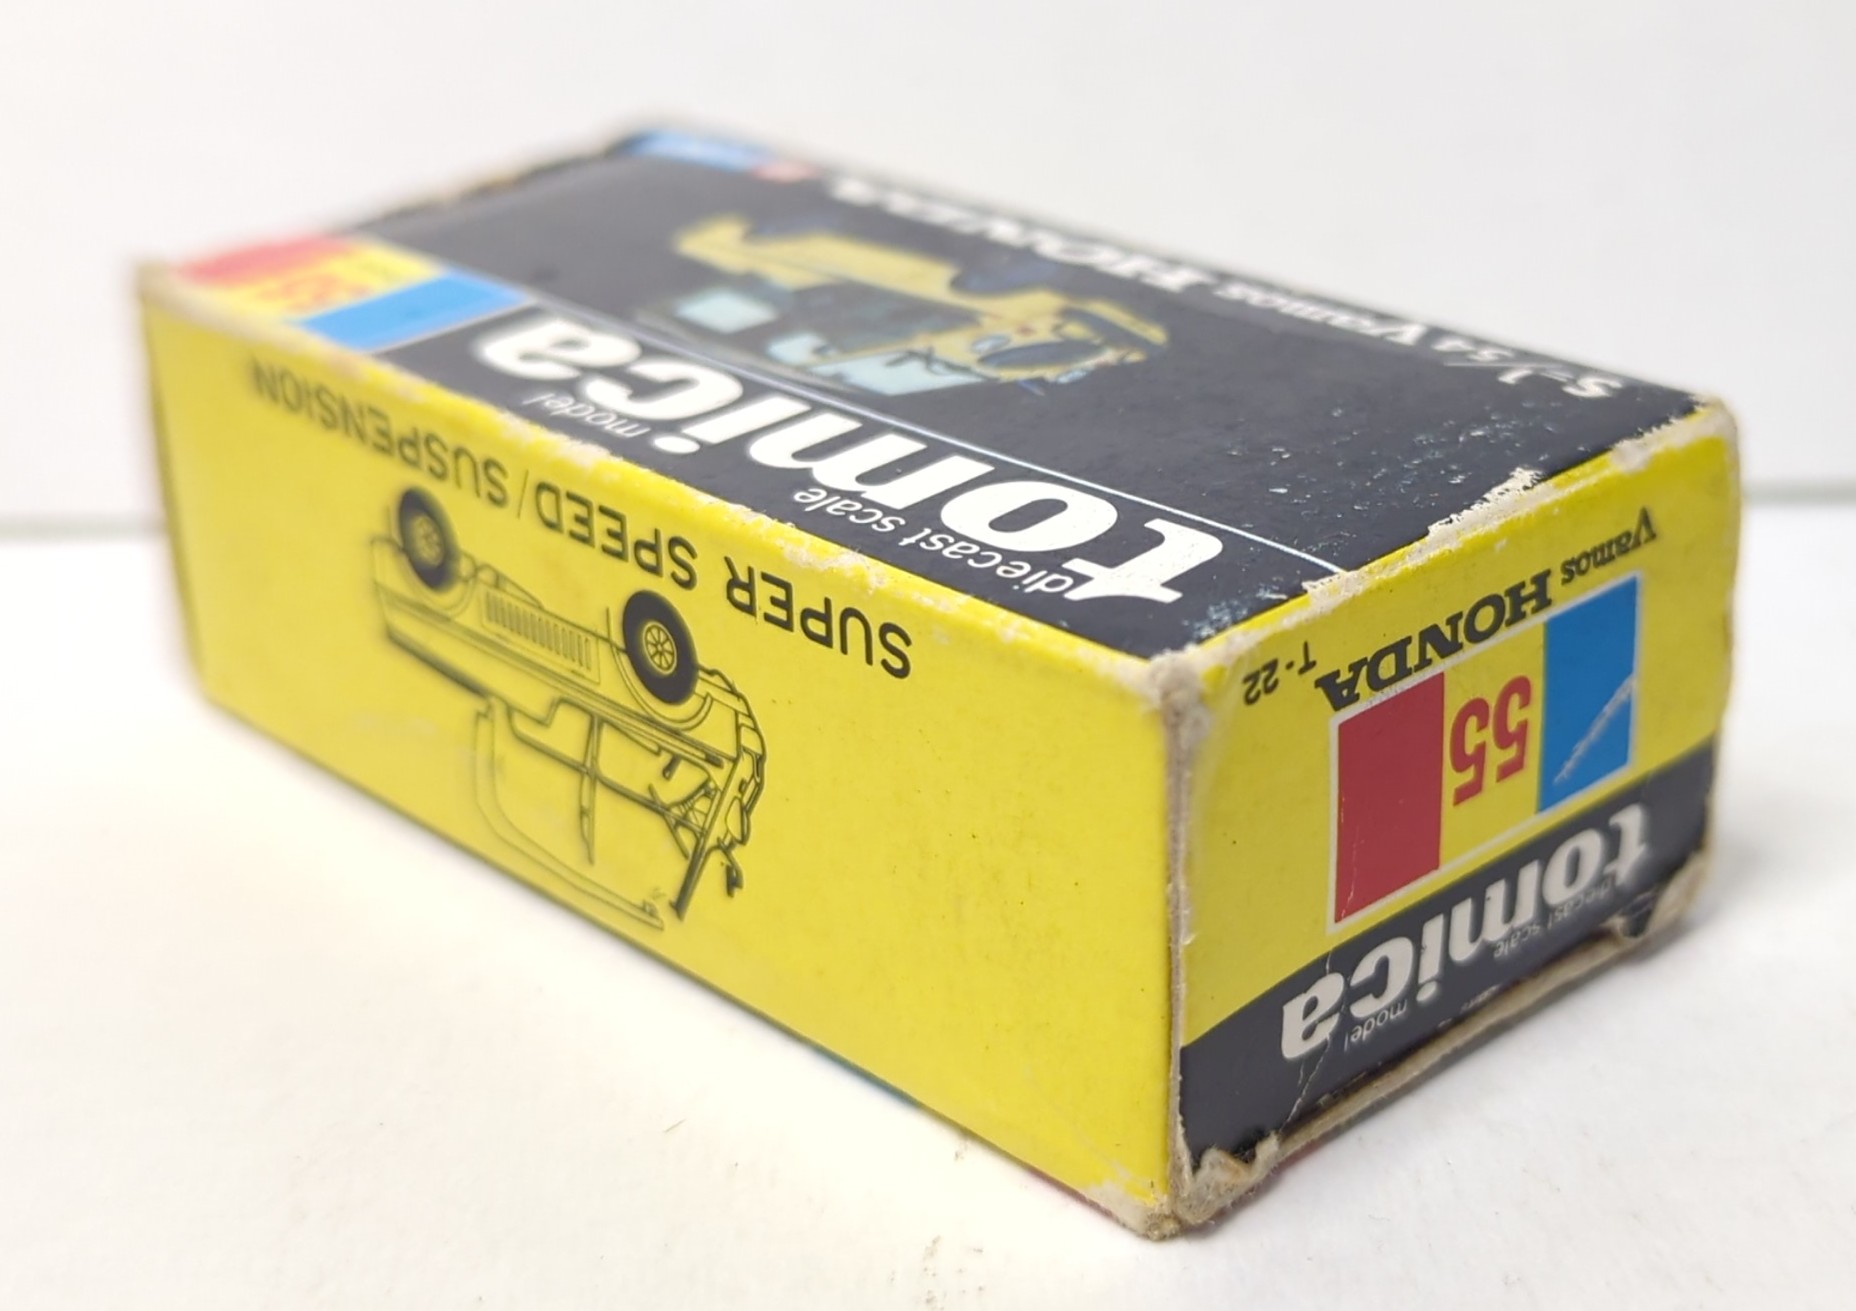 S=1/54 Vamos HONDA
tomica
diecast scale model
55
SUPER SPEED/SUSPENSION
Vamos HONDA
T-22
55
tomica
diecast scale model